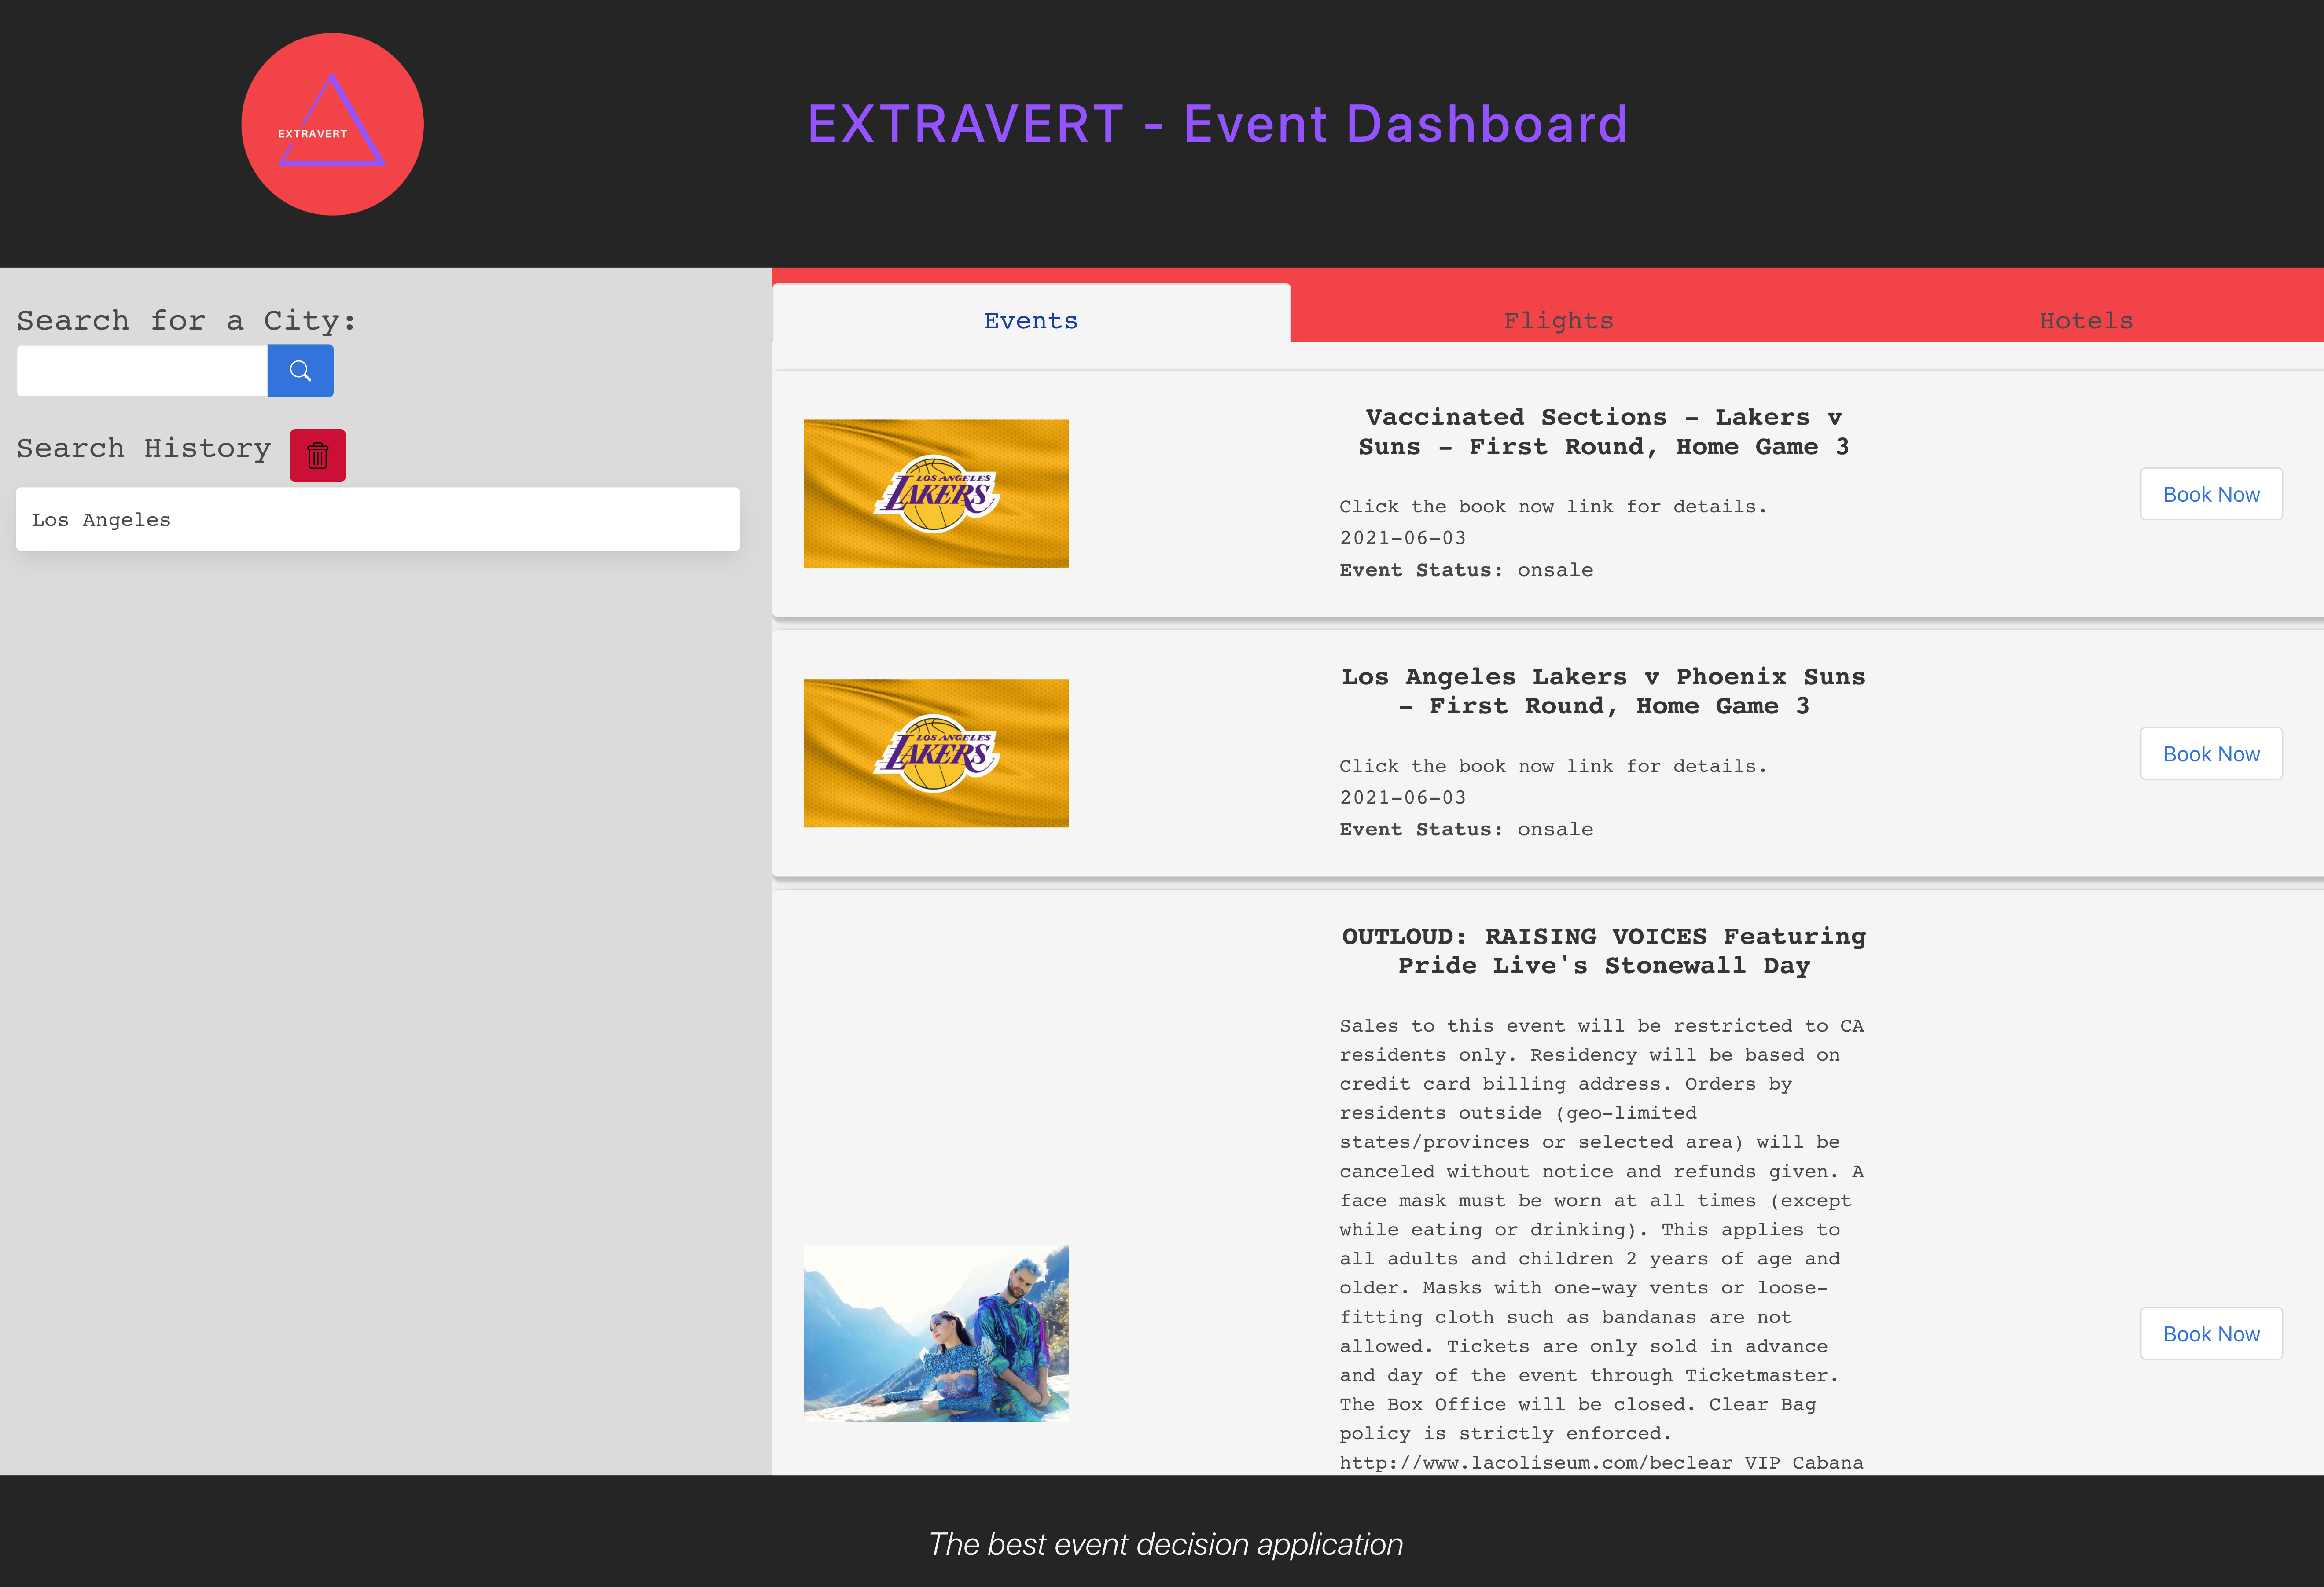 EXTRAVERT
EXTRAVERT - Event Dashboard
Search for a City:
Search History
Los Angeles
Events
Flights
Hotels
LOS ANGELES
LAKERS
Vaccinated Sections - Lakers v
Suns - First Round, Home Game 3
Click the book now link for details.
2021-06-03
Event Status: onsale
Book Now
LOS ANGELES
LAKERS
Los Angeles Lakers v Phoenix Suns
- First Round, Home Game 3
Click the book now link for details.
2021-06-03
Event Status: onsale
Book Now
OUTLOUD: RAISING VOICES Featuring
Pride Live's Stonewall Day
Sales to this event will be restricted to CA
residents only. Residency will be based on
credit card billing address. Orders by
residents outside (geo-limited
states/provinces or selected area) will be
canceled without notice and refunds given. A
face mask must be worn at all times (except
while eating or drinking). This applies to
all adults and children 2 years of age and
older. Masks with one-way vents or loose-
fitting cloth such as bandanas are not
allowed. Tickets are only sold in advance
and day of the event through Ticketmaster.
The Box Office will be closed. Clear Bag
policy is strictly enforced.
http://www.lacoliseum.com/beclear VIP Cabana
Book Now
The best event decision application